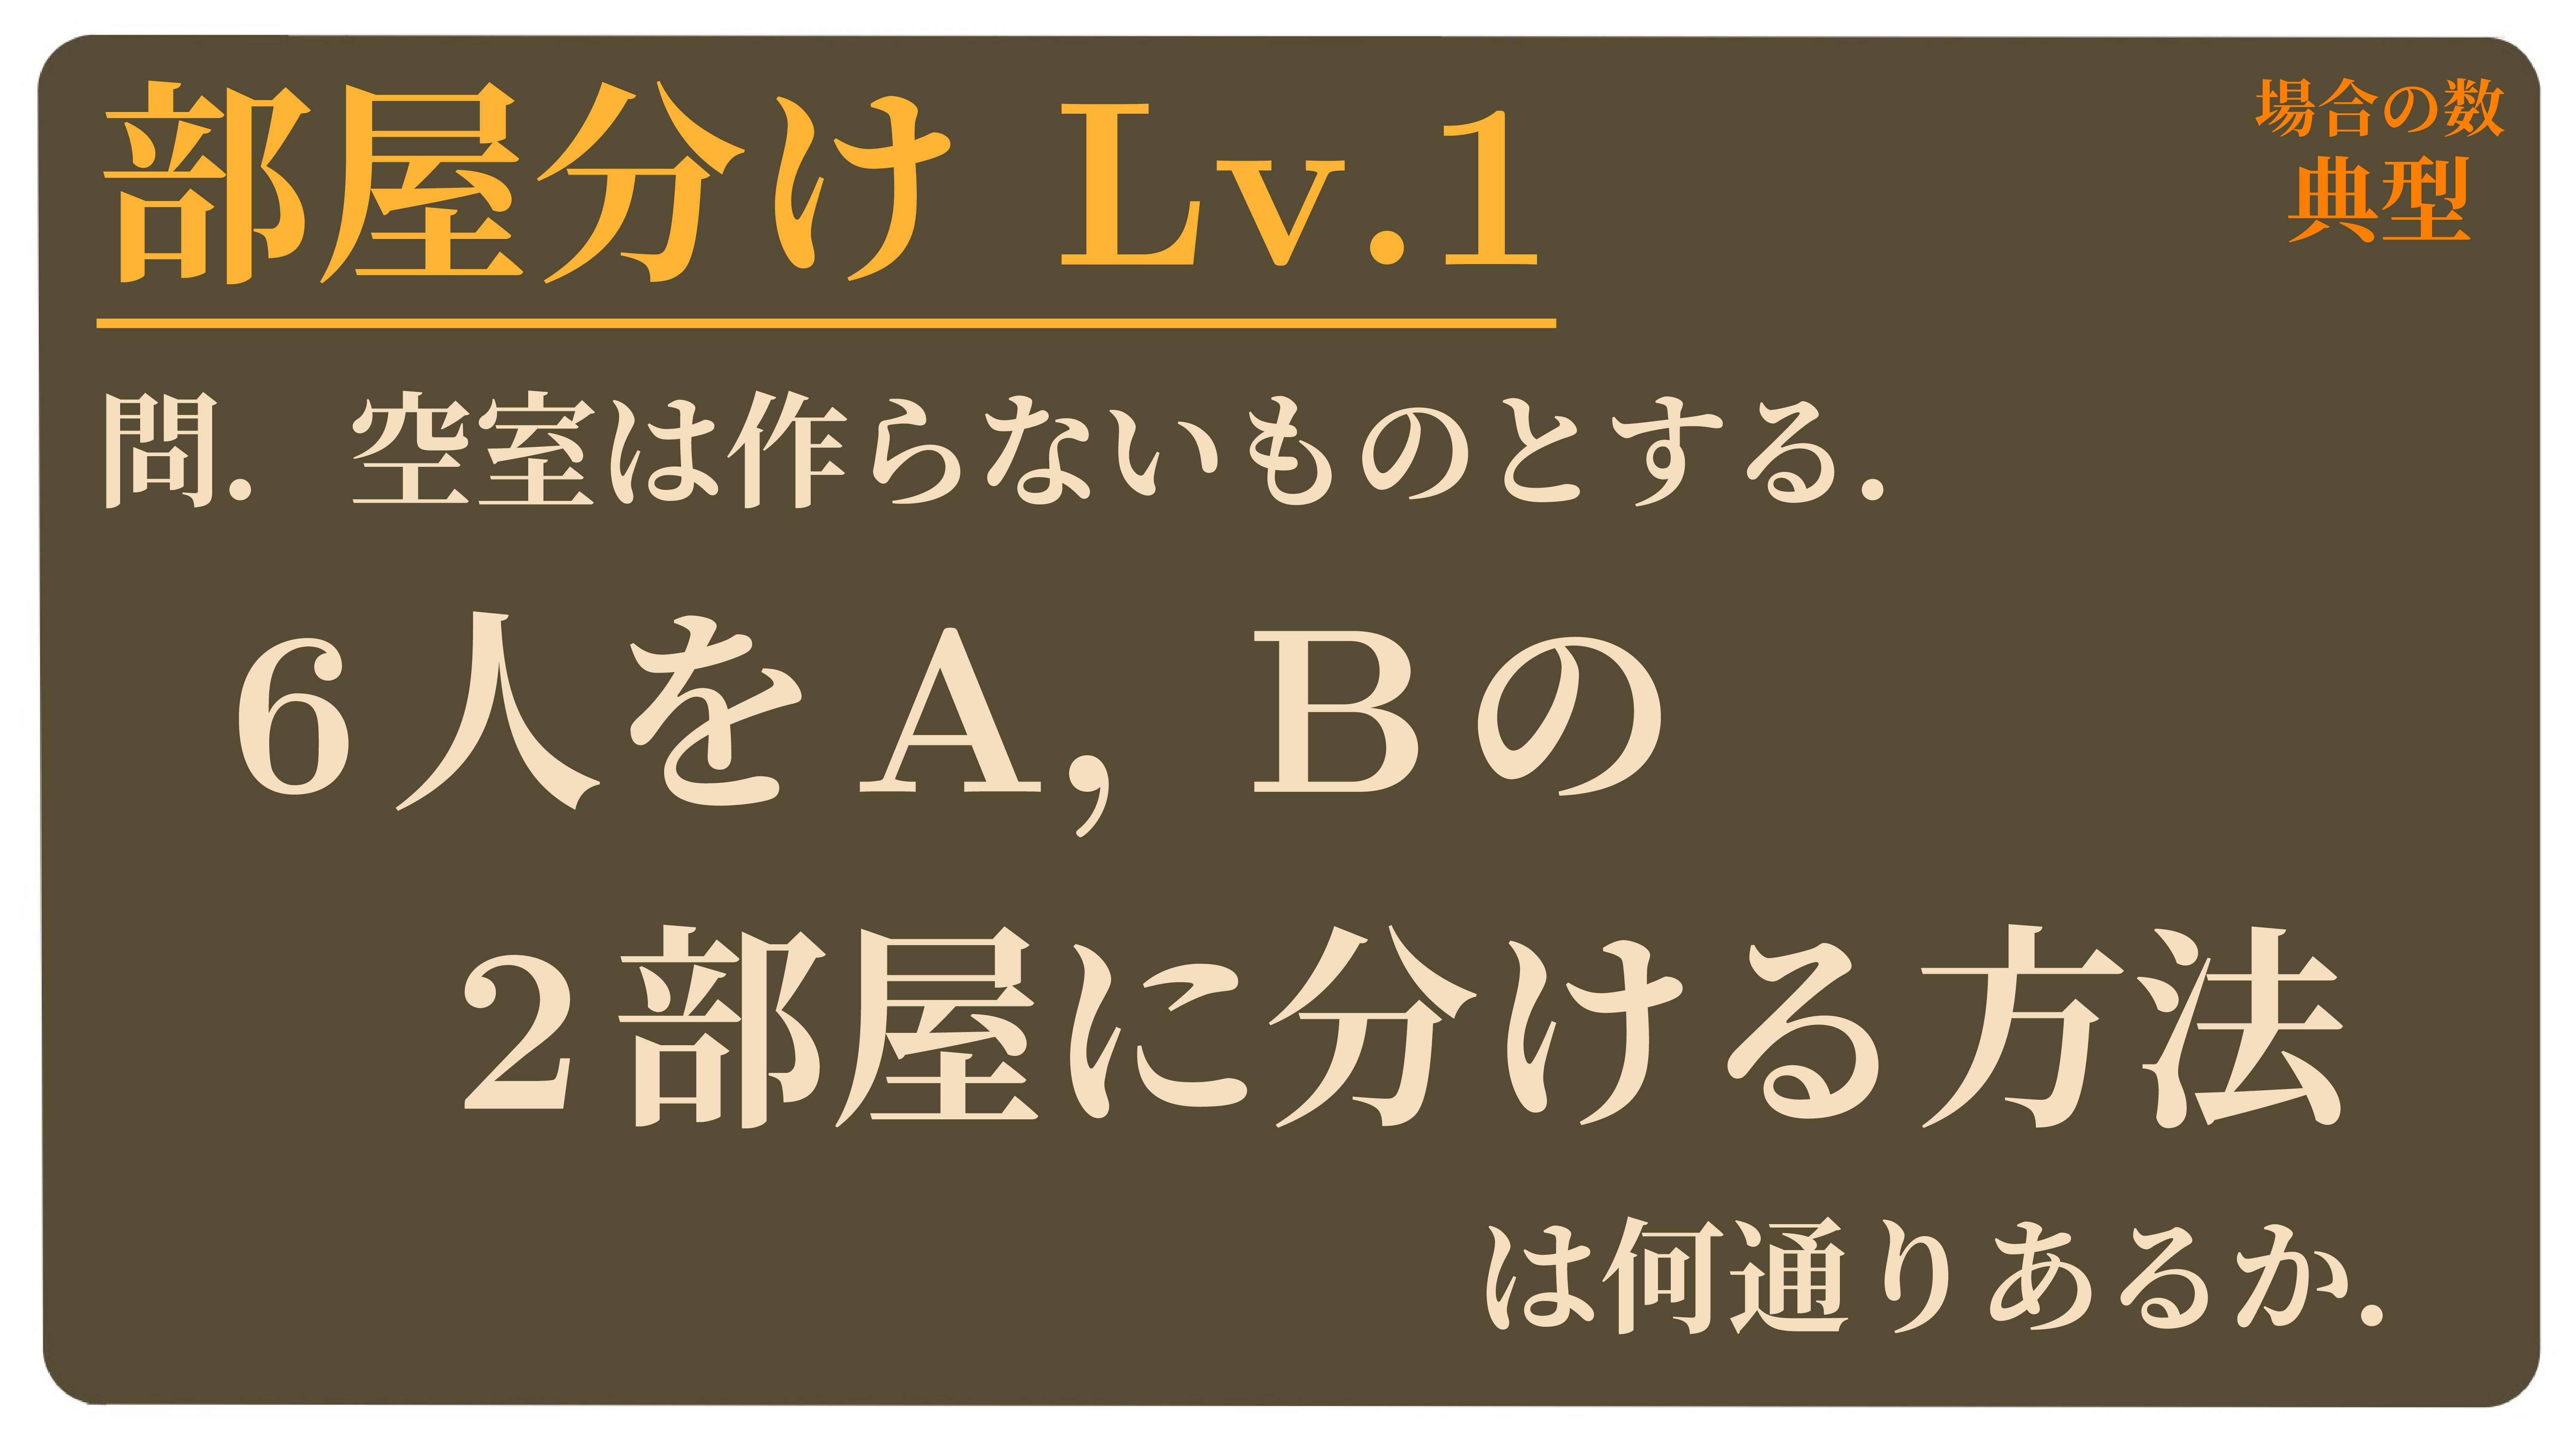 部屋分け Lv.1
場合の数
典型
問. 空室は作らないものとする.
6人をA, Bの
2部屋に分ける方法
は何通りあるか.